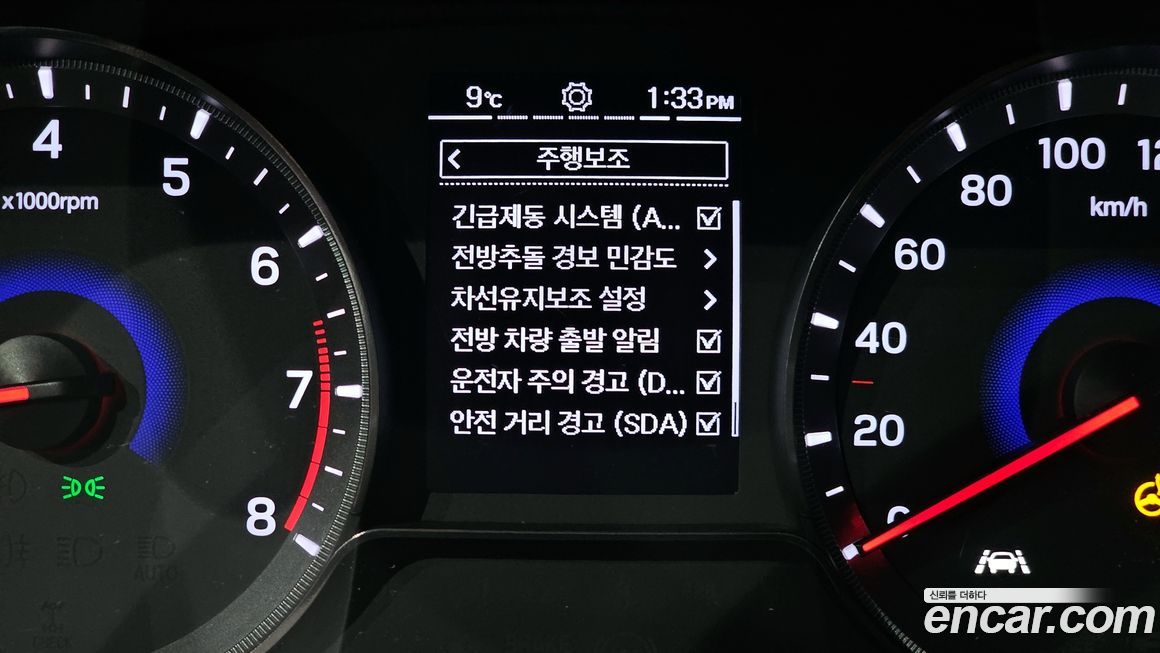 9℃ 1:33PM
주행보조
긴급제동 시스템 (A...
전방추돌 경보 민감도
차선유지보조 설정
전방 차량 출발 알림
운전자 주의 경고 (D...
안전 거리 경고 (SDA)
4
5
x1000rpm
6
7
8
100
80
km/h
60
40
20
0
AUTO
CHECK
신뢰를 더하다
encar.com